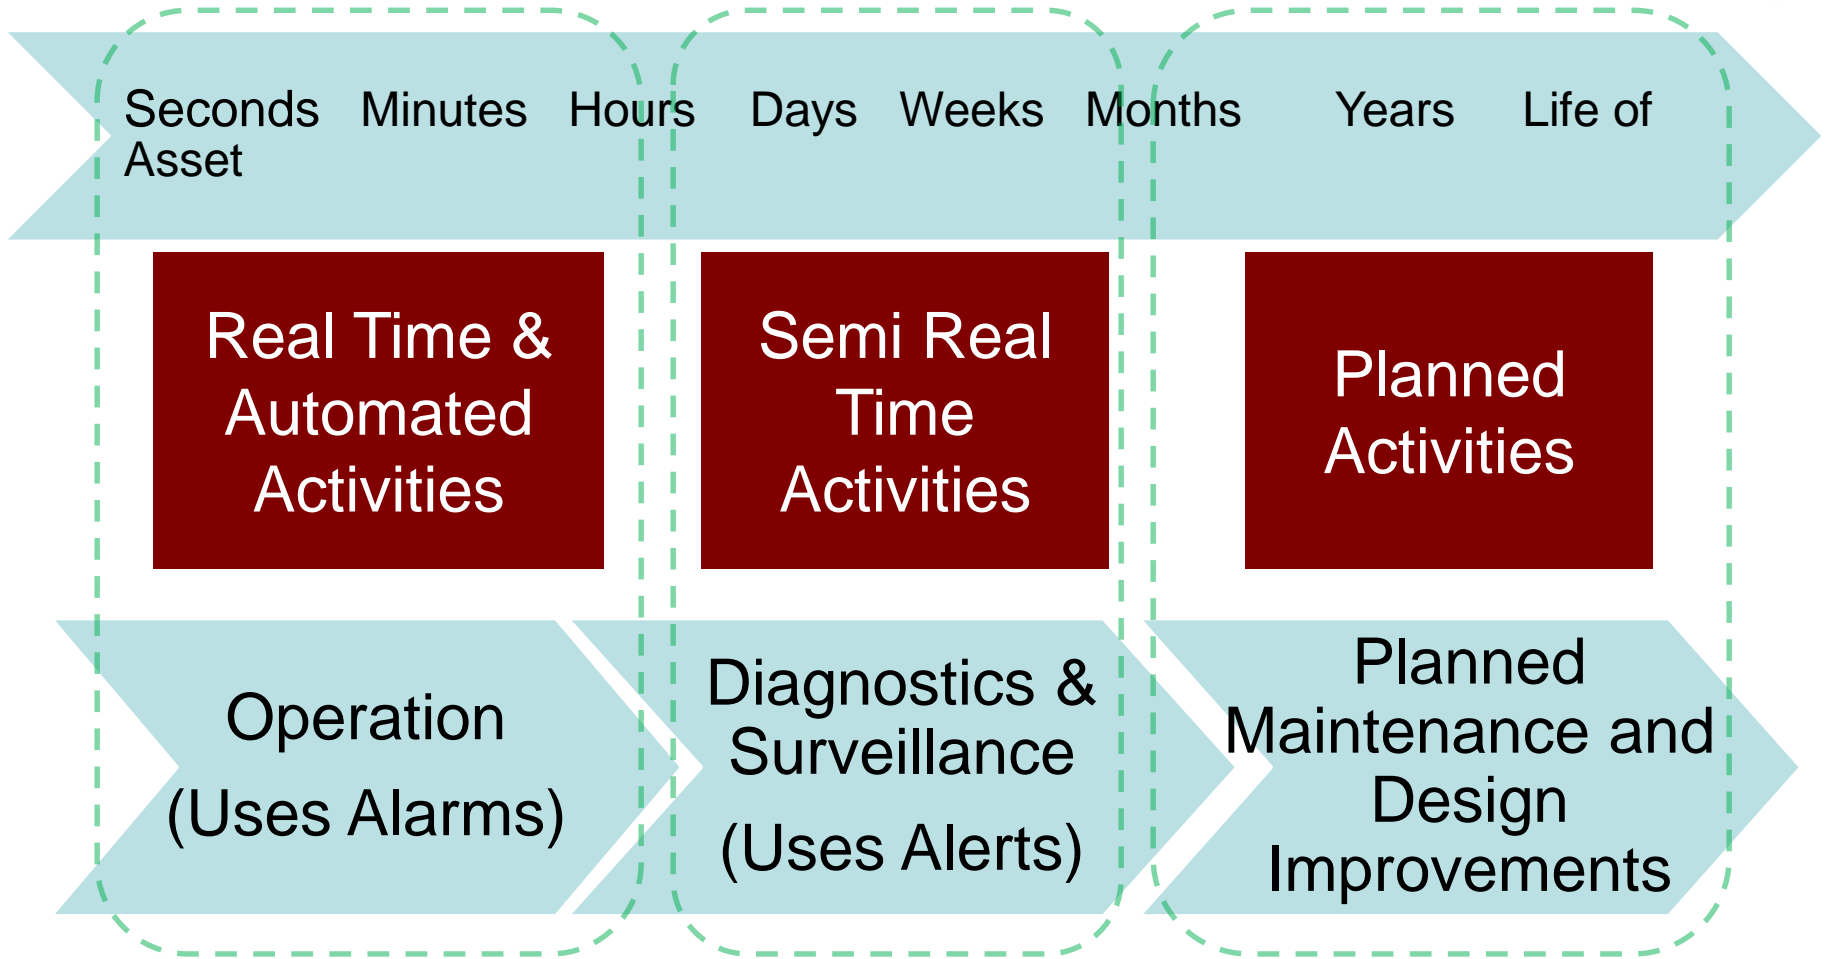 Seconds Minutes Hours Days Weeks Months Years Life of
Asset
Real Time &
Automated
Activities
Semi Real
Time
Activities
Planned
Activities
Operation
(Uses Alarms)
Diagnostics &
Surveillance
(Uses Alerts)
Planned
Maintenance and
Design
Improvements